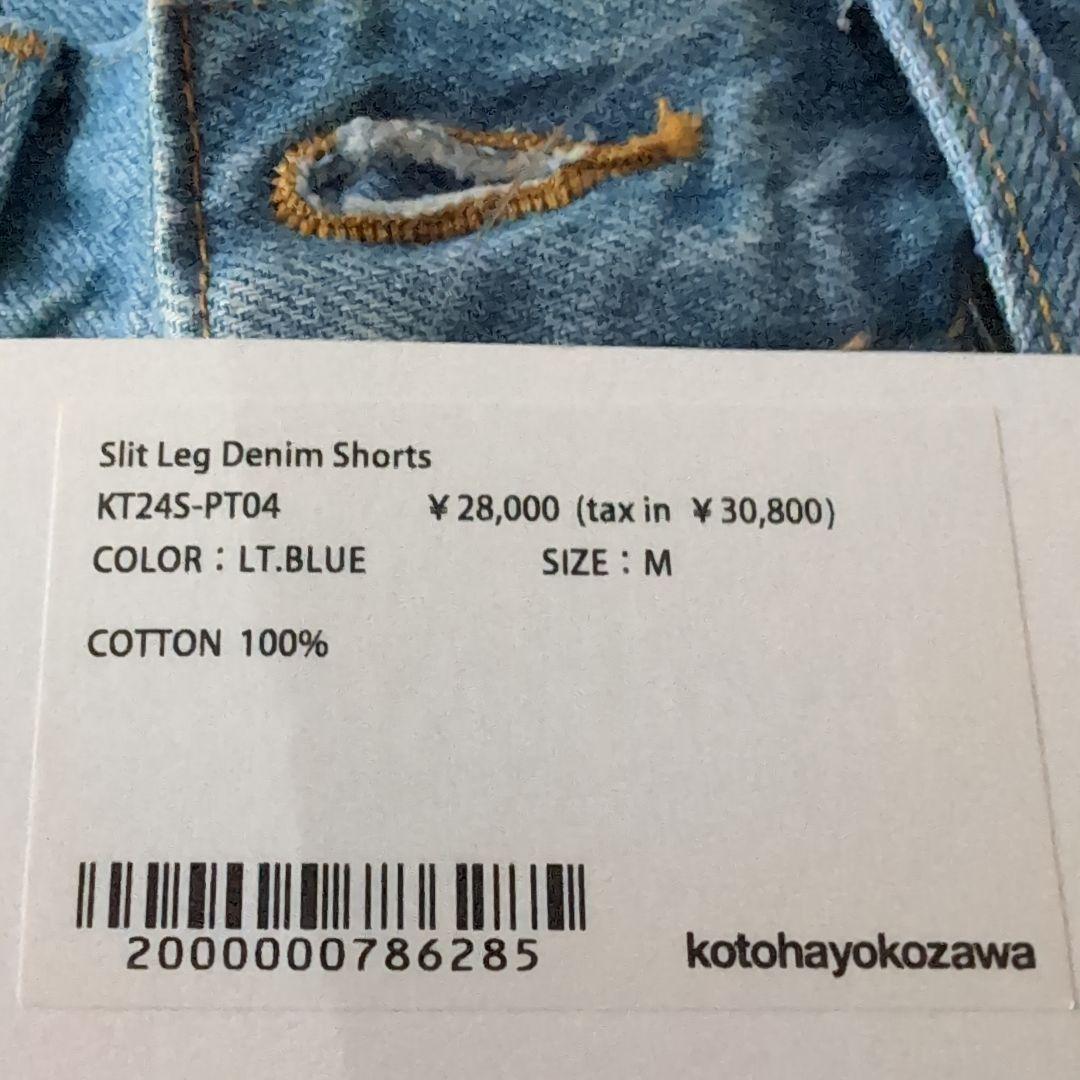 Slit Leg Denim Shorts
KT24S-PT04 ¥28,000 (tax in ¥30,800)
COLOR：LT.BLUE SIZE：M
COTTON 100%
2000000786285
kotohayokozawa